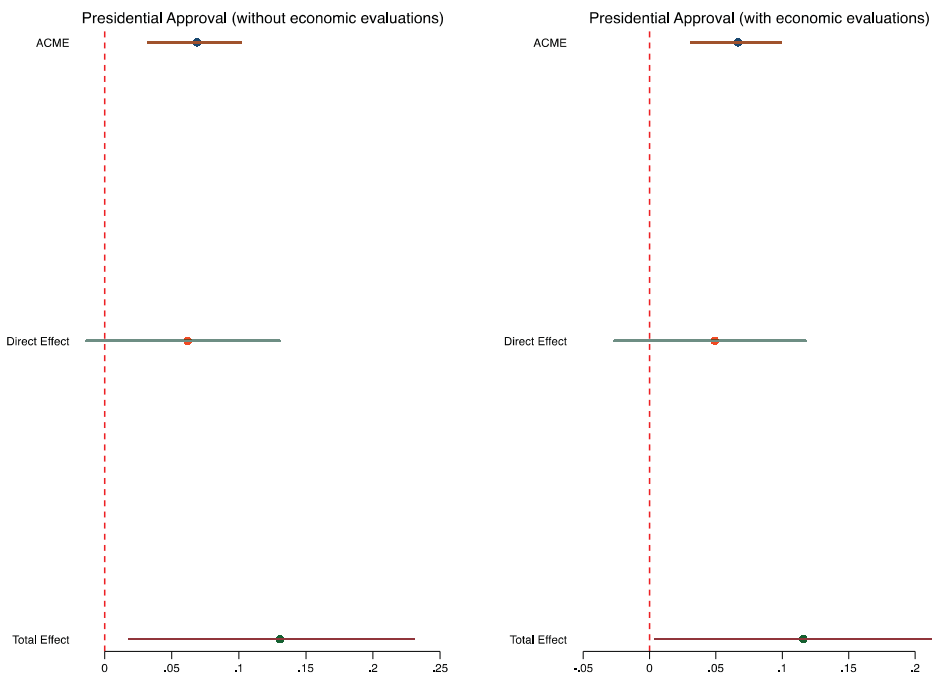 Presidential Approval (without economic evaluations)
ACME
Direct Effect
Total Effect
0 .05 .1 .15 .2 .25
Presidential Approval (with economic evaluations)
ACME
Direct Effect
Total Effect
-.05 0 .05 .1 .15 .2